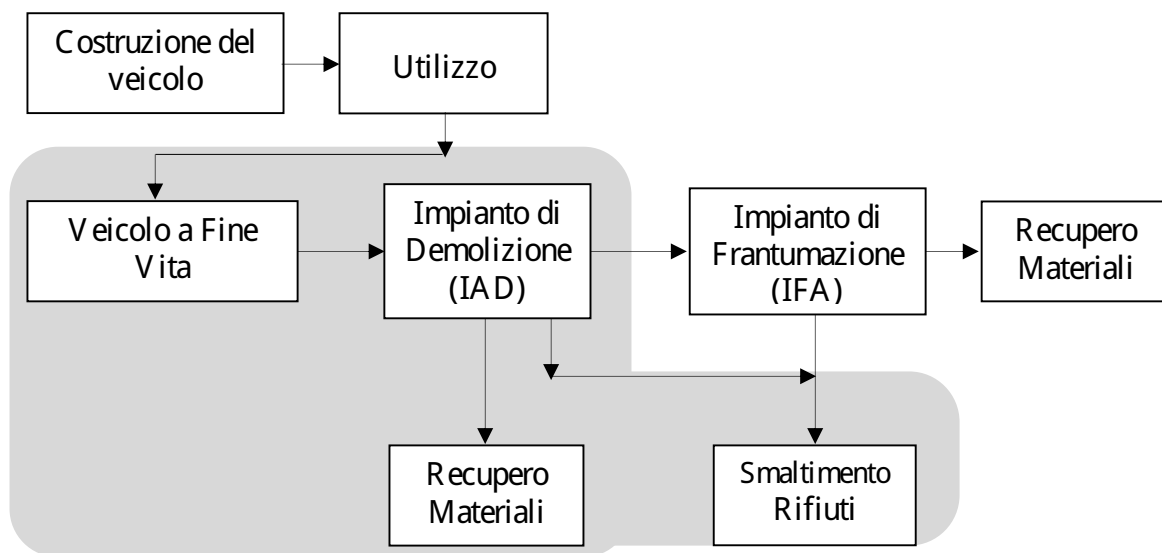 Costruzione del
veicolo
Utilizzo
Veicolo a Fine
Vita
Impianto di
Demolizione
(IAD)
Impianto di
Frantumazione
(IFA)
Recupero
Materiali
Recupero
Materiali
Smaltimento
Rifiuti